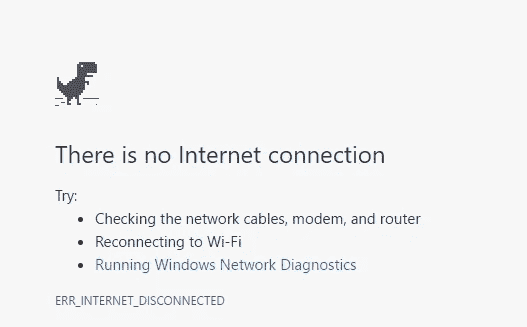 There is no Internet connection
Try:
Checking the network cables, modem, and router
Reconnecting to Wi-Fi
Running Windows Network Diagnostics
ERR_INTERNET_DISCONNECTED